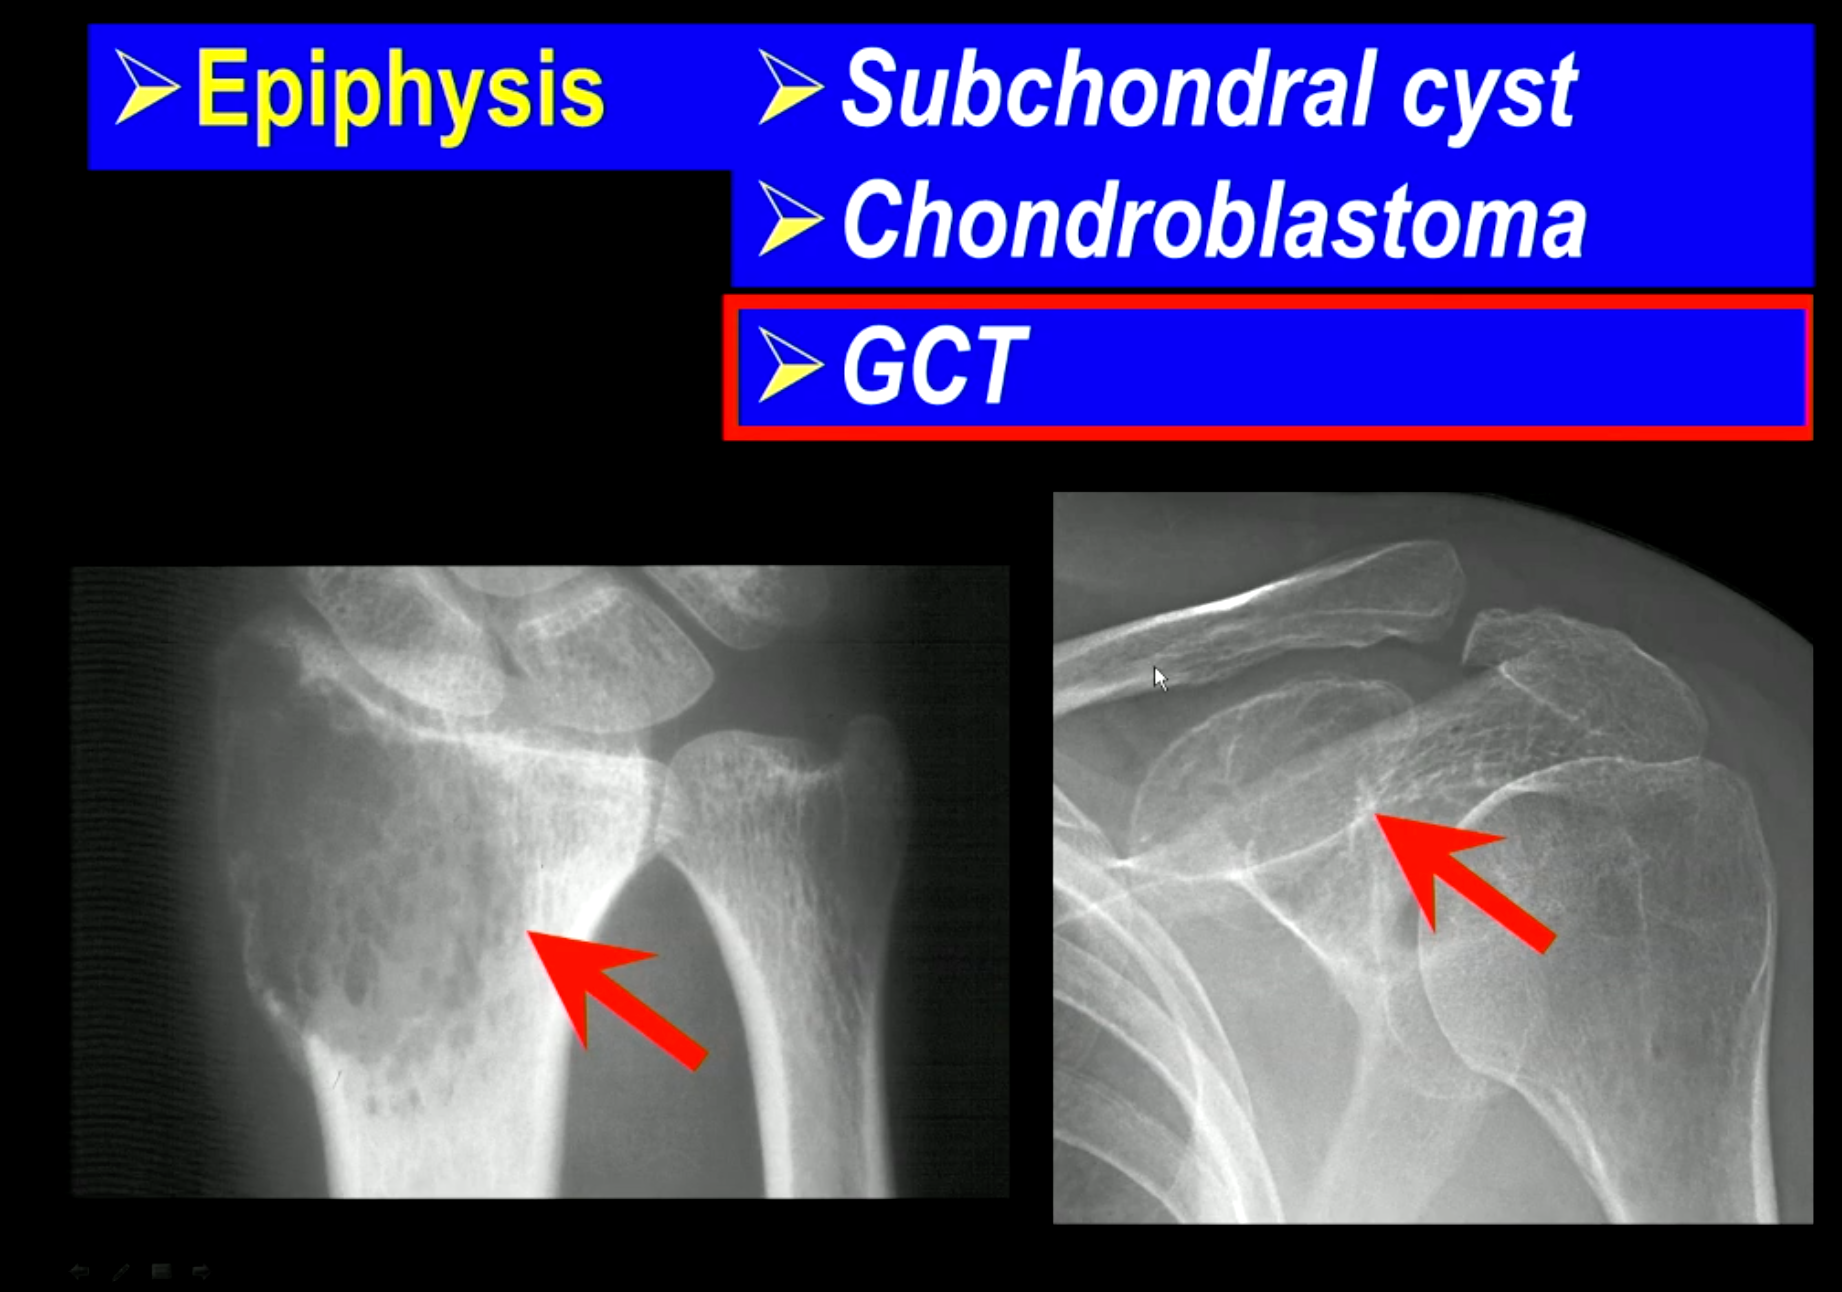 Epiphysis
Subchondral cyst
Chondroblastoma
GCT